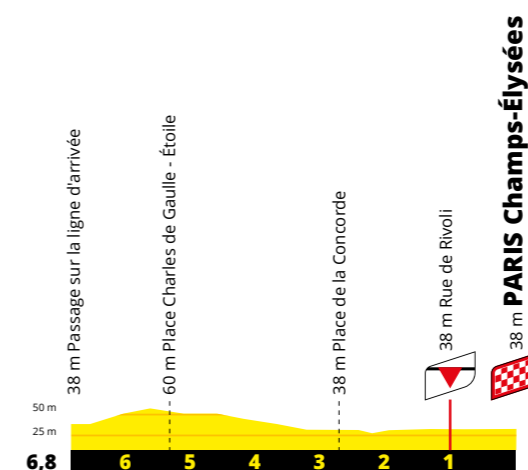 38 m Passage sur la ligne d'arrivée
60 m Place Charles de Gaulle - Étoile
38 m Place de la Concorde
38 m Rue de Rivoli
38 m PARIS Champs-Élysées
50 m
25 m
6,8 6 5 4 3 2 1